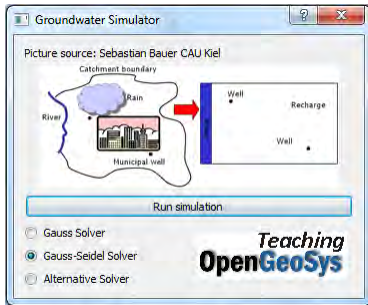 Groundwater Simulator
Picture source: Sebastian Bauer CAU Kiel
Catchment boundary
Rain
River
Municipal well
Well
Recharge
Well
Run simulation
Gauss Solver
Gauss-Seidel Solver
Alternative Solver
Teaching
OpenGeoSys